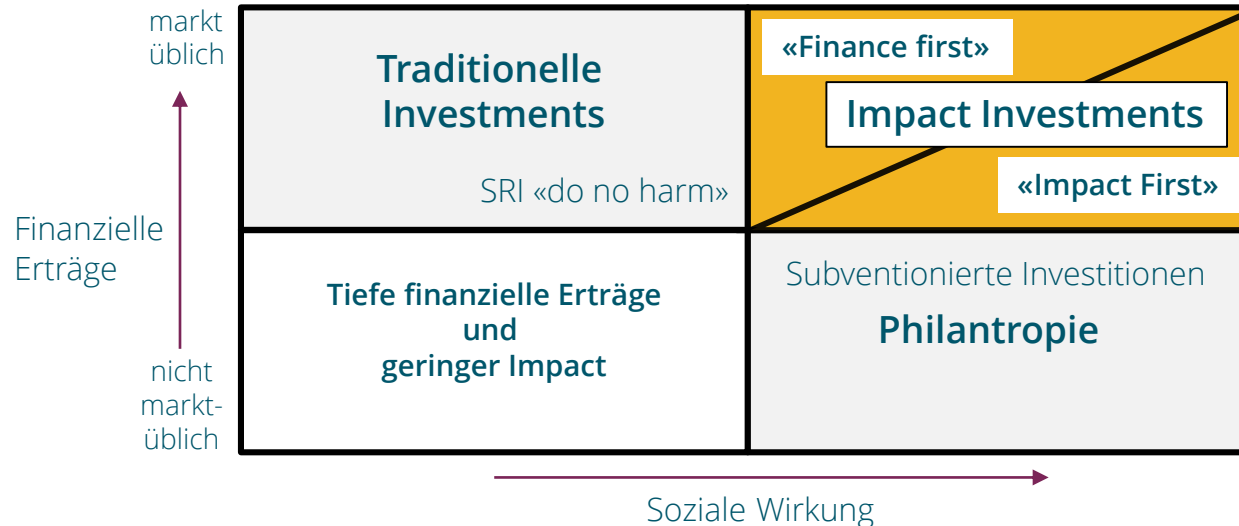 markt
üblich
Finanzielle
Erträge
nicht
markt-
üblich
Traditionelle
Investments
SRI «do no harm»
«Finance first»
Impact Investments
«Impact First»
Tiefe finanzielle Erträge
und
geringer Impact
Subventionierte Investitionen
Philantropie
Soziale Wirkung